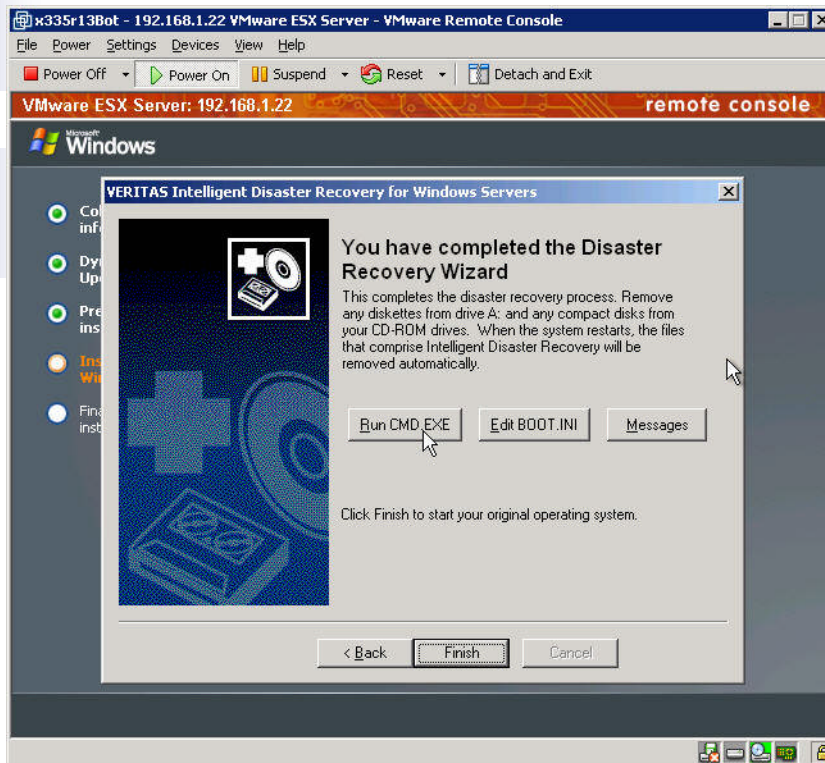 x335r13Bot - 192.168.1.22 VMware ESX Server - VMware Remote Console
File Power Settings Devices View Help
Power Off Power On Suspend Reset Detach and Exit
VMware ESX Server: 192.168.1.22 remote console
Microsoft
Windows
VERITAS Intelligent Disaster Recovery for Windows Servers
You have completed the Disaster
Recovery Wizard
This completes the disaster recovery process. Remove
any diskettes from drive A: and any compact disks from
your CD-ROM drives. When the system restarts, the files
that comprise Intelligent Disaster Recovery will be
removed automatically.
Run CMD.EXE Edit BOOT.INI Messages
Click Finish to start your original operating system.
< Back Finish Cancel